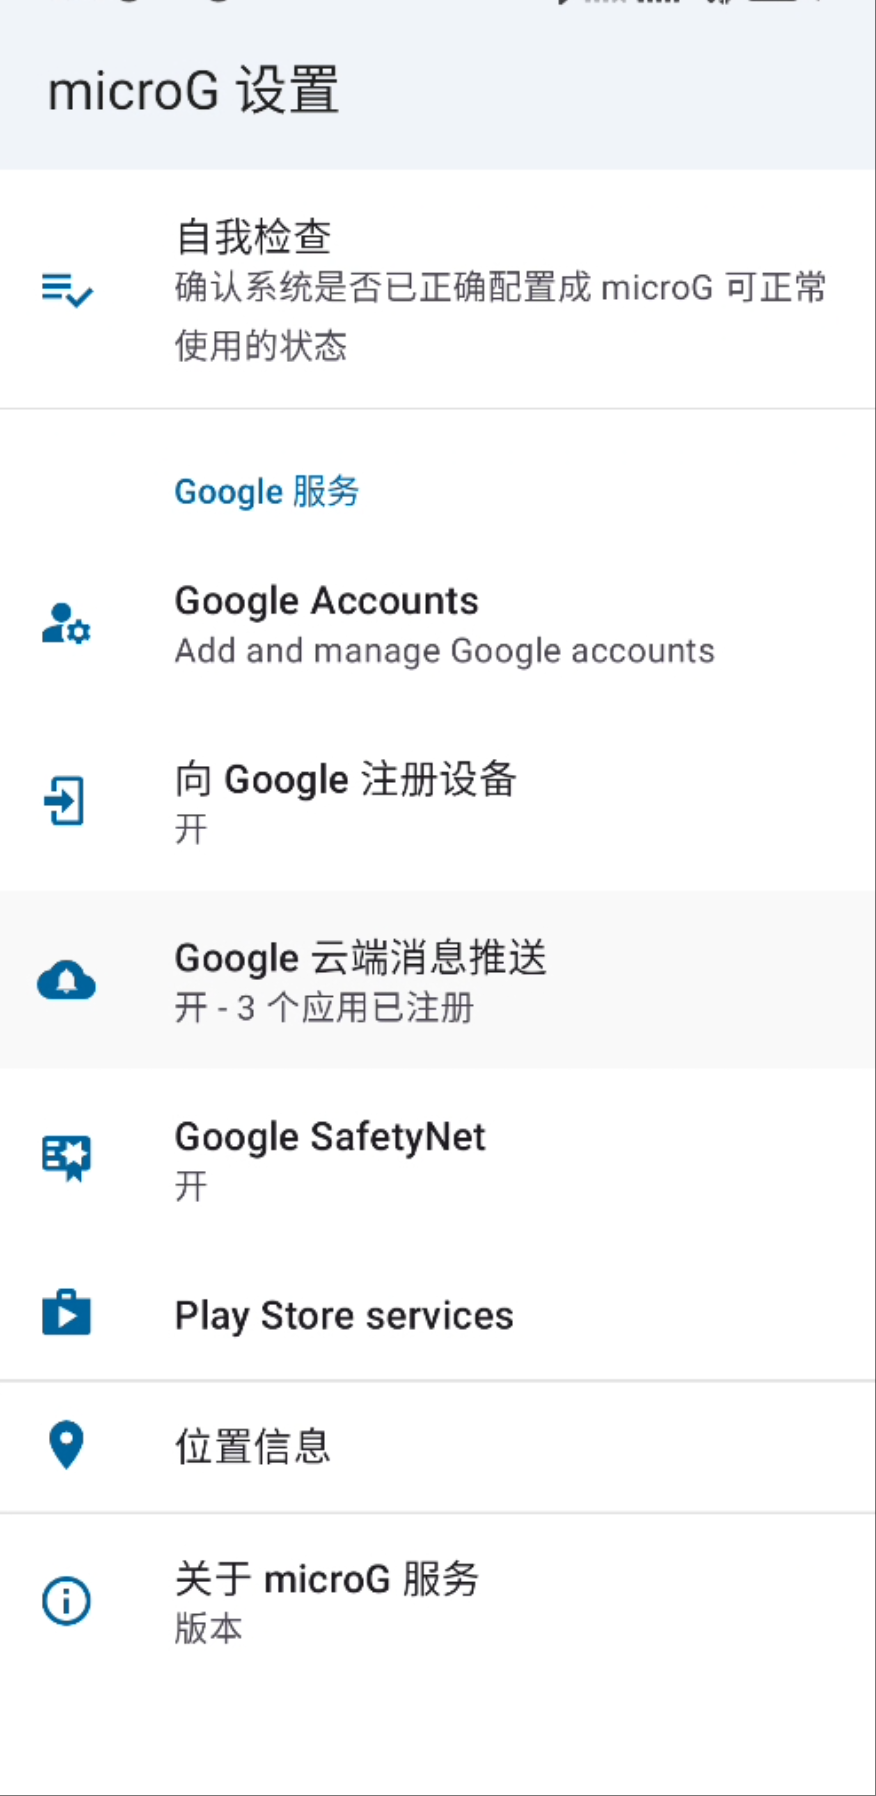 microG 设置
自我检查
确认系统是否已正确配置成 microG 可正常
使用的状态
Google 服务
Google Accounts
Add and manage Google accounts
向 Google 注册设备
开
Google 云端消息推送
开 - 3 个应用已注册
Google SafetyNet
开
Play Store services
位置信息
关于 microG 服务
版本